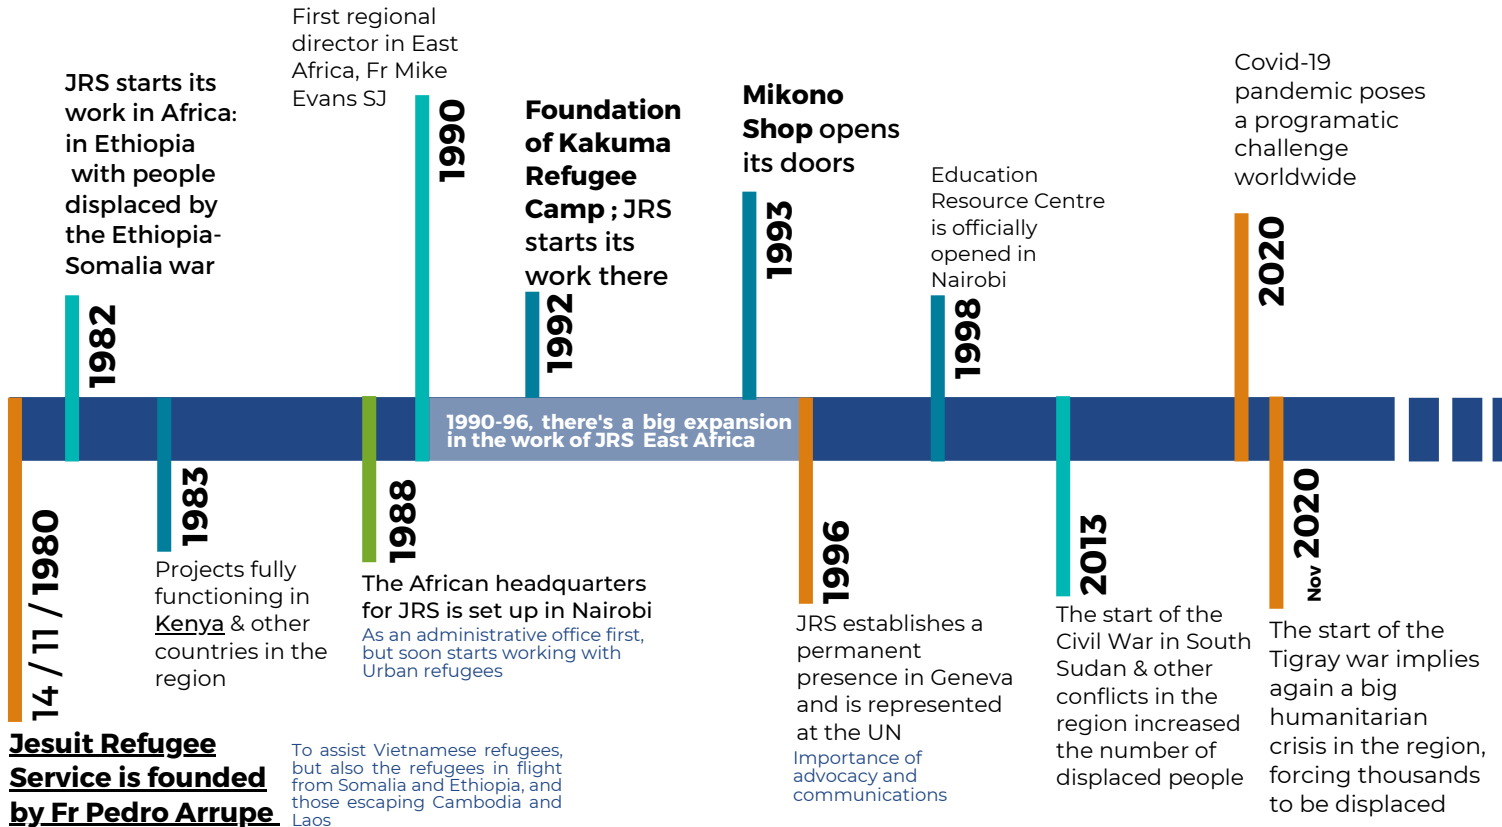 First regional
director in East
Africa, Fr Mike
Evans SJ
1990
JRS starts its
work in Africa:
in Ethiopia
with people
displaced by
the Ethiopia-
Somalia war
1982
Foundation
of Kakuma
Refugee
Camp ; JRS
starts its
work there
1992
Mikono
Shop opens
its doors
1993
Education
Resource Centre
is officially
opened in
Nairobi
1998
Covid-19
pandemic poses
a programatic
challenge
worldwide
2020
1990-96, there's a big expansion
in the work of JRS East Africa
14 / 11 / 1980
Jesuit Refugee
Service is founded
by Fr Pedro Arrupe
To assist Vietnamese refugees,
but also the refugees in flight
from Somalia and Ethiopia, and
those escaping Cambodia and
Laos
1983
Projects fully
functioning in
Kenya & other
countries in the
region
1988
The African headquarters
for JRS is set up in Nairobi
As an administrative office first,
but soon starts working with
Urban refugees
1996
JRS establishes a
permanent
presence in Geneva
and is represented
at the UN
Importance of
advocacy and
communications
2013
The start of the
Civil War in South
Sudan & other
conflicts in the
region increased
the number of
displaced people
Nov 2020
The start of the
Tigray war implies
again a big
humanitarian
crisis in the region,
forcing thousands
to be displaced